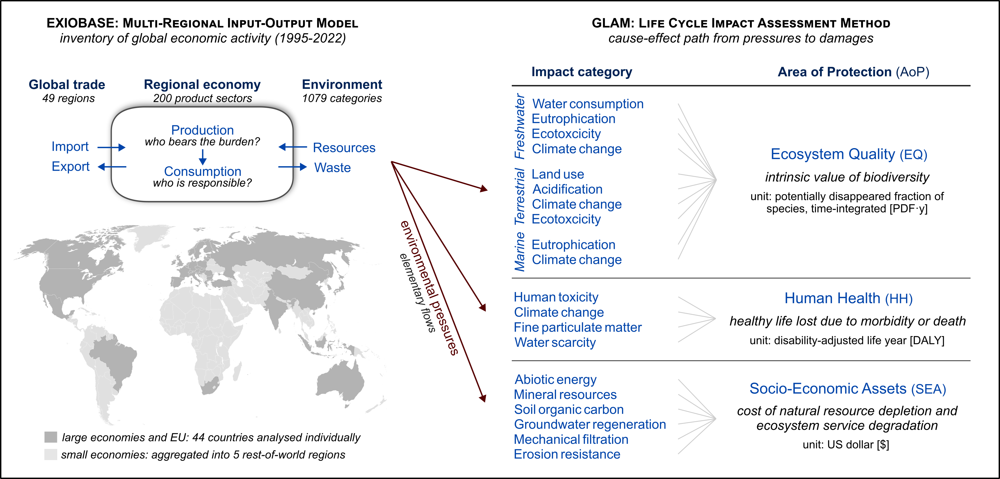 EXIOBASE: Multi-Regional Input-Output Model
inventory of global economic activity (1995-2022)
Global trade
49 regions
Regional economy
200 product sectors
Environment
1079 categories
Import
Export
Production
who bears the burden?
Consumption
who is responsible?
Resources
Waste
large economies and EU: 44 countries analysed individually
small economies: aggregated into 5 rest-of-world regions
environmental pressures
elementary flows
GLAM: Life Cycle Impact Assessment Method
cause-effect path from pressures to damages
Impact category
Area of Protection (AoP)
Freshwater
Water consumption
Eutrophication
Ecotoxcicity
Climate change
Terrestrial
Land use
Acidification
Climate change
Ecotoxcicity
Marine
Eutrophication
Climate change
Ecosystem Quality (EQ)
intrinsic value of biodiversity
unit: potentially disappeared fraction of
species, time-integrated [PDF·y]
Human toxicity
Climate change
Fine particulate matter
Water scarcity
Human Health (HH)
healthy life lost due to morbidity or death
unit: disability-adjusted life year [DALY]
Abiotic energy
Mineral resources
Soil organic carbon
Groundwater regeneration
Mechanical filtration
Erosion resistance
Socio-Economic Assets (SEA)
cost of natural resource depletion and
ecosystem service degradation
unit: US dollar [$]